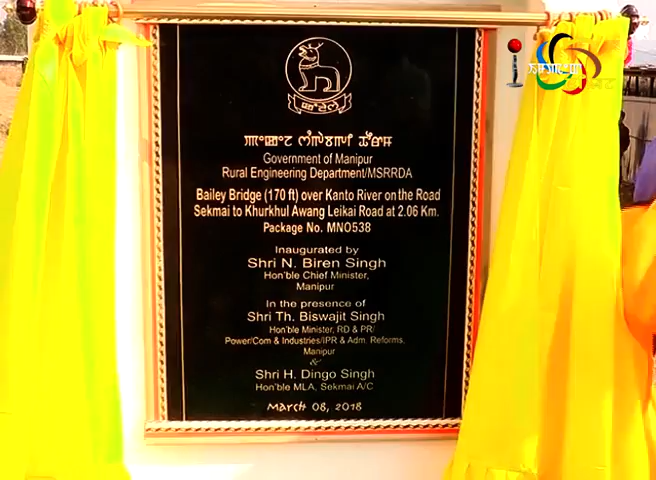 Government of Manipur
Rural Engineering Department/MSRRDA
Bailey Bridge (170 ft) over Kanto River on the Road
Sekmai to Khurkhul Awang Leikai Road at 2.06 Km.
Package No. MNO538
Inaugurated by
Shri N. Biren Singh
Hon'ble Chief Minister,
Manipur
In the presence of
Shri Th. Biswajit Singh
Hon'ble Minister, RD & PR/
Power/Com & Industries/IPR & Adm. Reforms,
Manipur
&
Shri H. Dingo Singh
Hon'ble MLA, Sekmai A/C
March 08, 2018